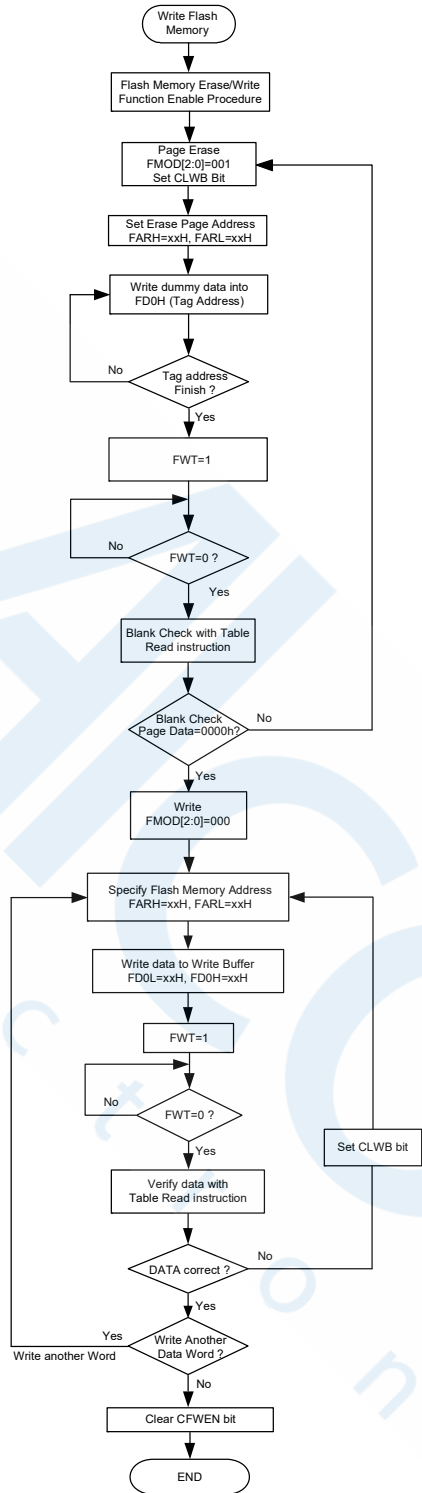 Write Flash
Memory
Flash Memory Erase/Write
Function Enable Procedure
Page Erase
FMOD[2:0]=001
Set CLWB Bit
Set Erase Page Address
FARH=xxH, FARL=xxH
Write dummy data into
FD0H (Tag Address)
No
Tag address
Finish ?
Yes
FWT=1
No
FWT=0 ?
Yes
Blank Check with Table
Read instruction
Blank Check
Page Data=0000h?
No
Yes
Write
FMOD[2:0]=000
Specify Flash Memory Address
FARH=xxH, FARL=xxH
Write data to Write Buffer
FD0L=xxH, FD0H=xxH
FWT=1
No
FWT=0 ?
Yes
Set CLWB bit
Verify data with
Table Read instruction
DATA correct ?
No
Yes
Yes
Write another Word
Write Another
Data Word ?
No
Clear CFWEN bit
END